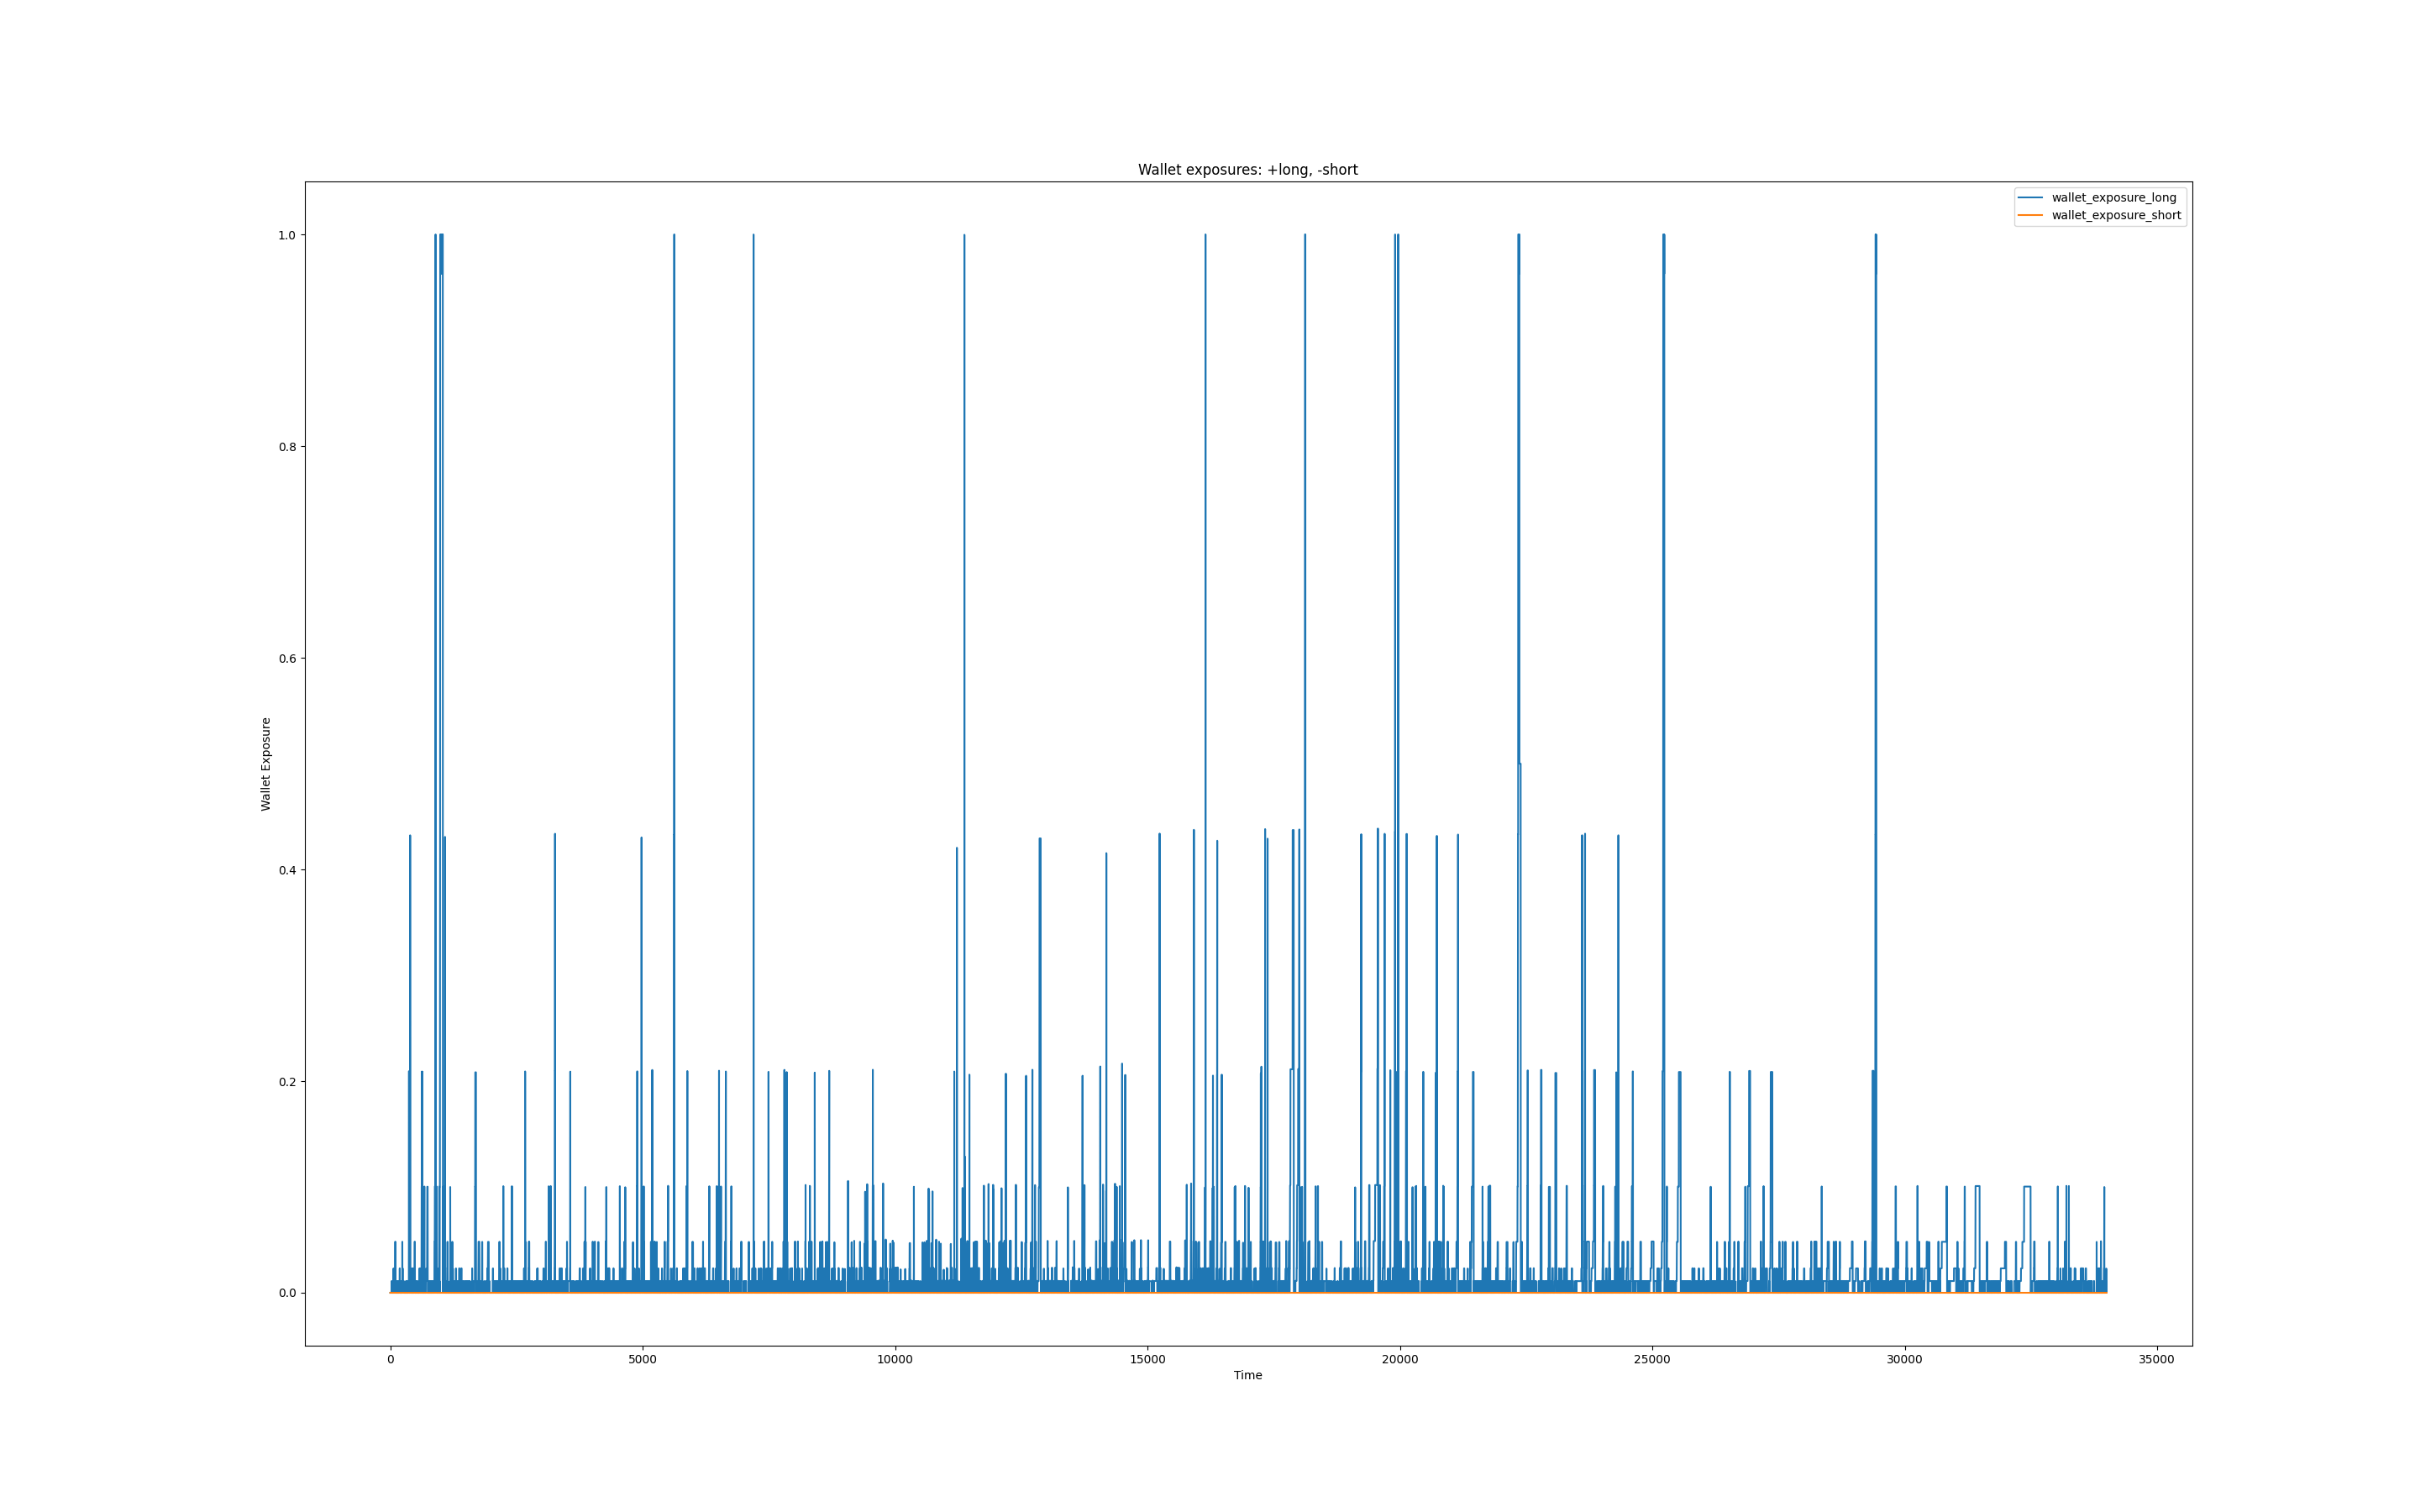 Wallet exposures: +long, -short
wallet_exposure_long
wallet_exposure_short
1.0
0.8
0.6
0.4
0.2
0.0
Wallet Exposure
0 5000 10000 15000 20000 25000 30000 35000
Time